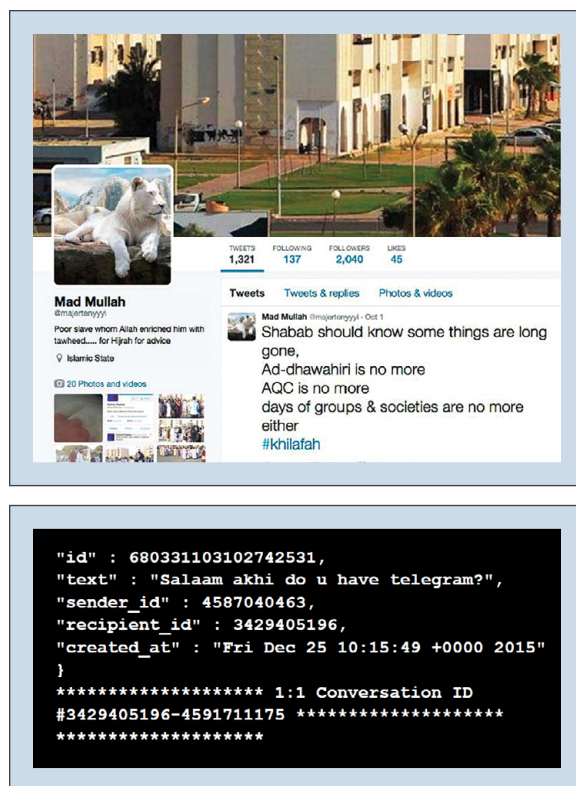 TWEETS FOLLOWING FOLLOWERS LIKES
1,321 137 2,040 45
Mad Mullah
@majertenyyyi
Poor slave whom Allah enriched him with
tawheed..... for Hijrah for advice
Islamic State
20 Photos and videos
Tweets Tweets & replies Photos & videos
Mad Mullah @majertenyyyi · Oct 1
Shabab should know some things are long
gone,
Ad-dhawahiri is no more
AQC is no more
days of groups & societies are no more
either
#khilafah
"id" : 680331103102742531,
"text" : "Salaam akhi do u have telegram?",
"sender_id" : 4587040463,
"recipient_id" : 3429405196,
"created_at" : "Fri Dec 25 10:15:49 +0000 2015"
}
******************** 1:1 Conversation ID
#3429405196-4591711175 ********************
********************